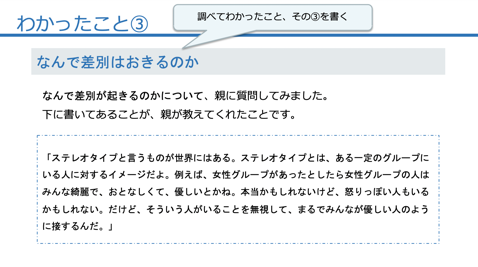 調べてわかったこと、その③を書く
わかったこと③
なんで差別はおきるのか
なんで差別が起きるのかについて、親に質問してみました。
下に書いてあることが、親が教えてくれたことです。
「ステレオタイプと言うものが世界にはある。ステレオタイプとは、ある一定のグループに
いる人に対するイメージだよ。例えば、女性グループがあったとしたら女性グループの人は
みんな綺麗で、おとなしくて、優しいとかね。本当かもしれないけど、怒りっぽい人もいる
かもしれない。だけど、そういう人がいることを無視して、まるでみんなが優しい人のよう
に接するんだ。」